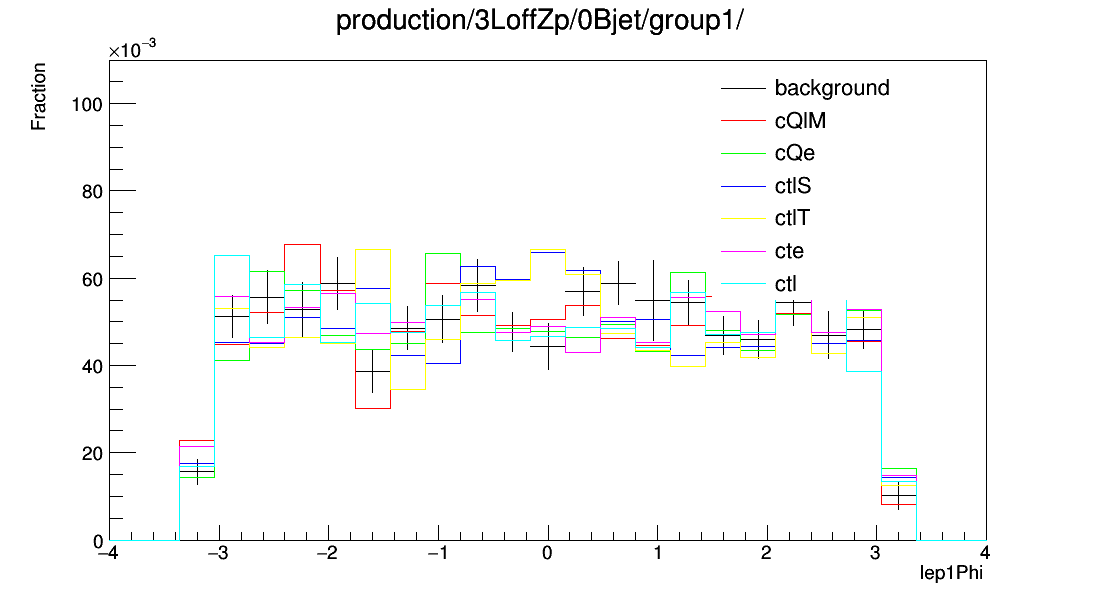 production/3LoffZp/0Bjet/group1/
×10⁻³
Fraction
background
cQlM
cQe
ctlS
ctlT
cte
ctl
100
80
60
40
20
0
−4 −3 −2 −1 0 1 2 3 4
lep1Phi